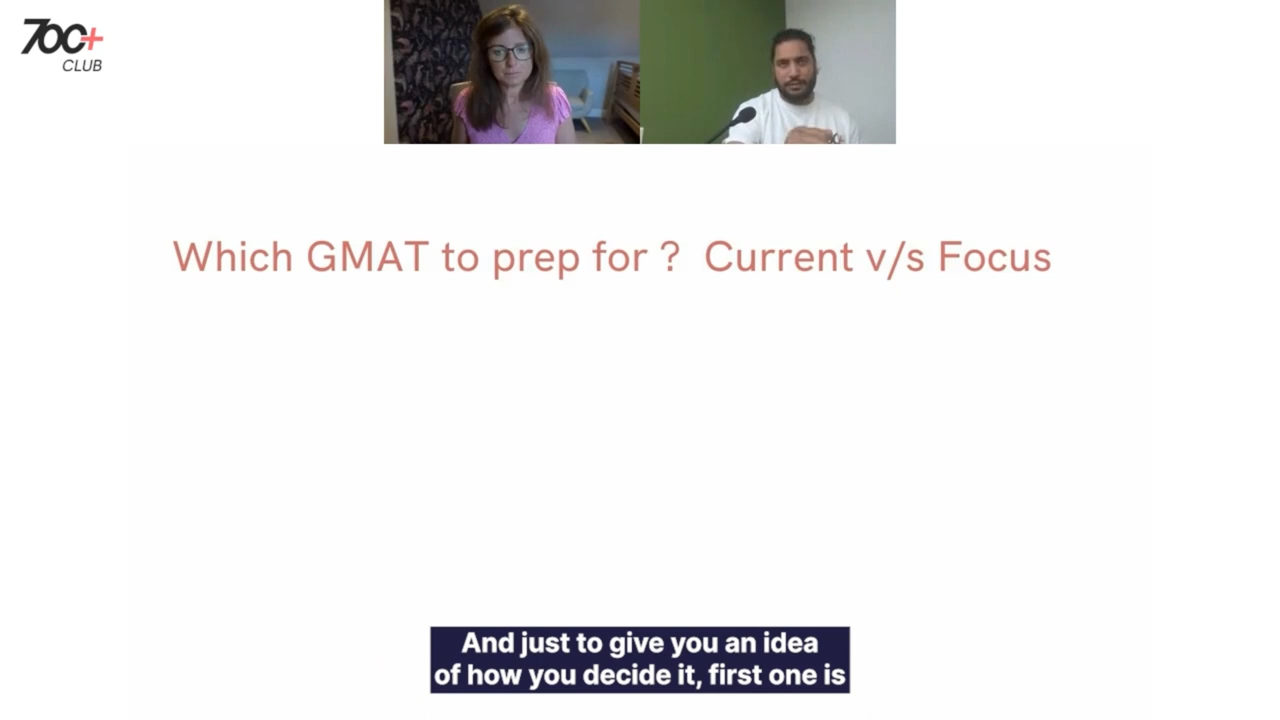 700+
CLUB
Which GMAT to prep for ? Current v/s Focus
And just to give you an idea
of how you decide it, first one is